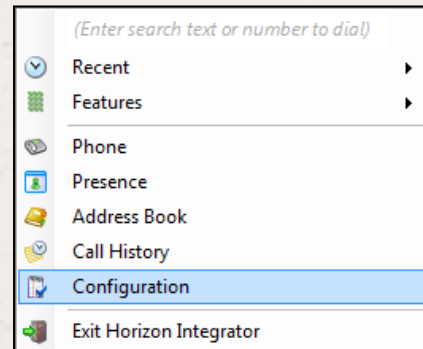 (Enter search text or number to dial)
Recent
Features
Phone
Presence
Address Book
Call History
Configuration
Exit Horizon Integrator